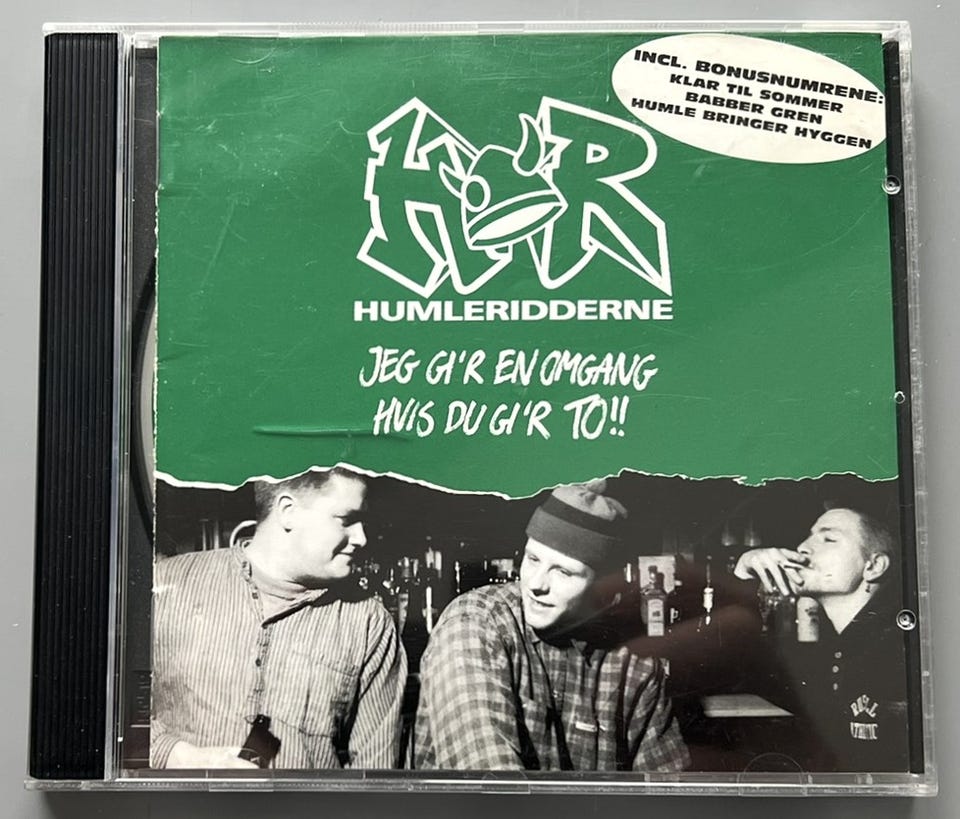 INCL. BONUSNUMRENE:
KLAR TIL SOMMER
BABBER GREN
HUMLE BRINGER HYGGEN
HR
HUMLERIDDERNE
JEG GI'R EN OMGANG
HVIS DU GI'R TO!!